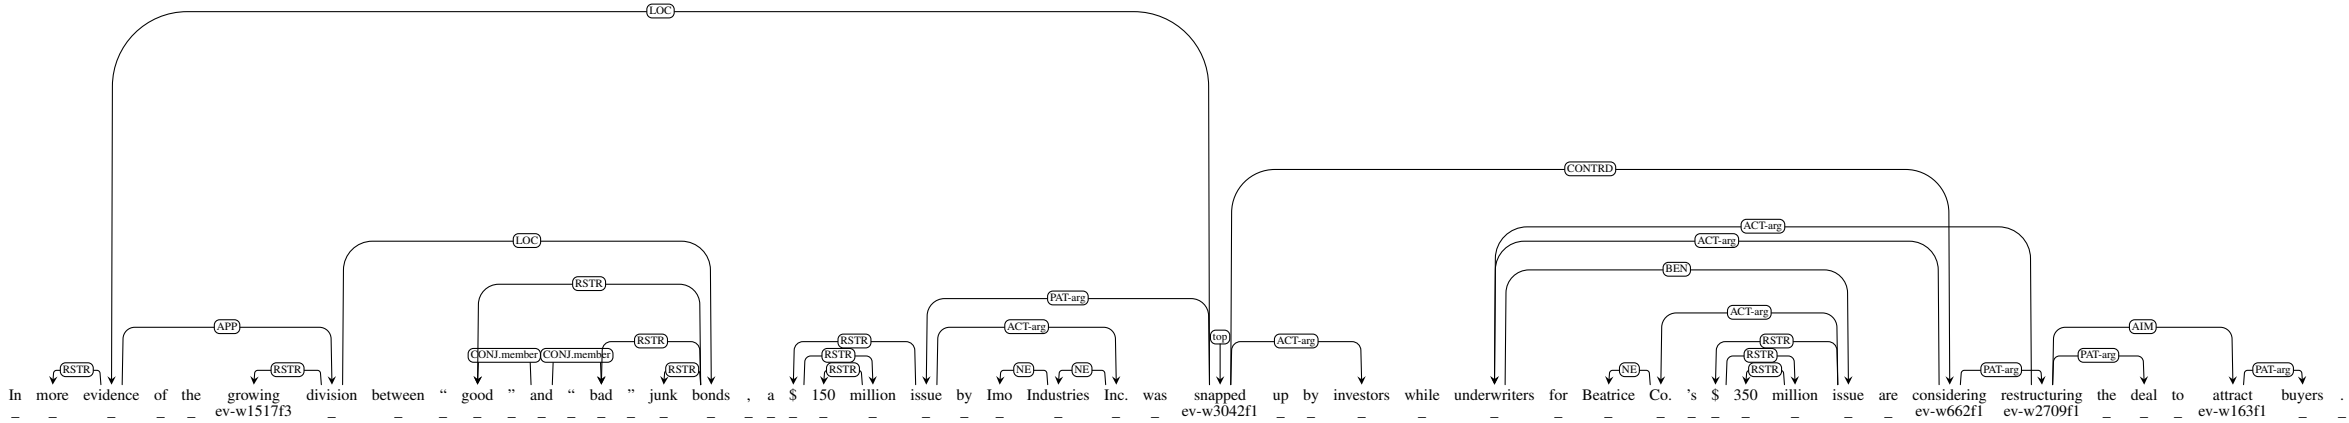 LOC
CONTRD
ACT-arg
LOC ACT-arg
BEN
RSTR
PAT-arg
ACT-arg
APP ACT-arg AIM
top
RSTR RSTR ACT-arg RSTR
CONJ.member CONJ.member RSTR RSTR PAT-arg
RSTR RSTR RSTR RSTR NE NE NE RSTR PAT-arg PAT-arg
In more evidence of the growing division between “ good ” and “ bad ” junk bonds , a $ 150 million issue by Imo Industries Inc. was snapped up by investors while underwriters for Beatrice Co. 's $ 350 million issue are considering restructuring the deal to attract buyers .
_ _ _ _ _ ev-w1517f3 _ _ _ _ _ _ _ _ _ _ _ _ _ _ _ _ _ _ _ _ _ _ ev-w3042f1 _ _ _ _ _ _ _ _ _ _ _ _ _ _ ev-w662f1 ev-w2709f1 _ _ _ ev-w163f1 _ _